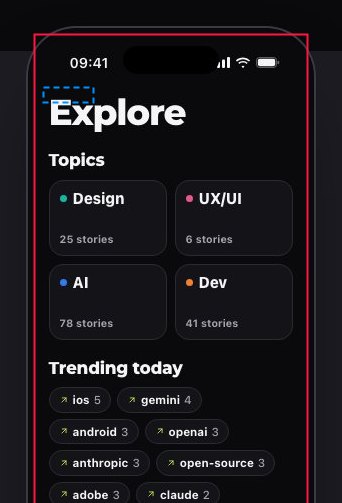 09:41
Explore
Topics
Design
UX/UI
25 stories
6 stories
AI
Dev
78 stories
41 stories
Trending today
ios 5
gemini 4
android 3
openai 3
anthropic 3
open-source 3
adobe 3
claude 2